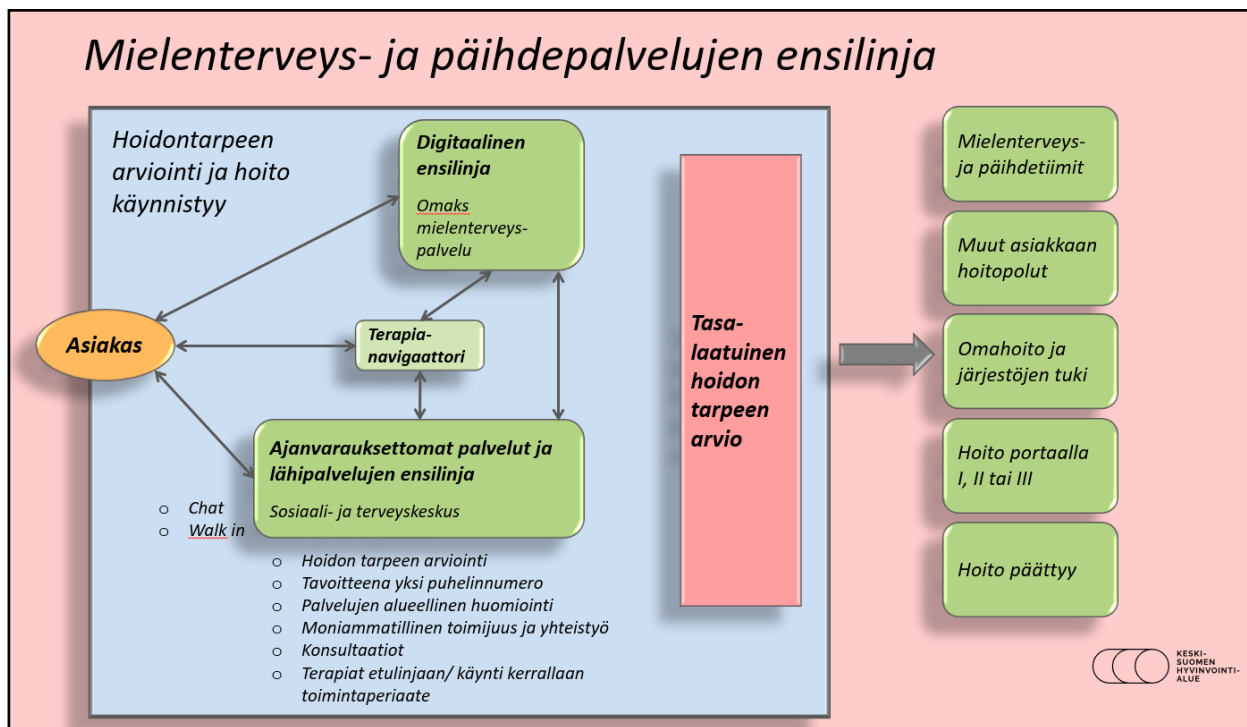 Mielenterveys- ja päihdepalvelujen ensilinja
Hoidontarpeen
arviointi ja hoito
käynnistyy
Digitaalinen
ensilinja
Omaks
mielenterveys-
palvelu
Asiakas
Terapia-
navigaattori
Ajanvarauksettomat palvelut ja
lähipalvelujen ensilinja
Sosiaali- ja terveyskeskus
o Chat
o Walk in
o Hoidon tarpeen arviointi
o Tavoitteena yksi puhelinnumero
o Palvelujen alueellinen huomiointi
o Moniammatillinen toimijuus ja yhteistyö
o Konsultaatiot
o Terapiat etulinjaan/ käynti kerrallaan
toimintaperiaate
Tasa-
laatuinen
hoidon
tarpeen
arvio
Mielenterveys-
ja päihdetiimit
Muut asiakkaan
hoitopolut
Omahoito ja
järjestöjen tuki
Hoito portaalla
I, II tai III
Hoito päättyy
KESKI-
SUOMEN
HYVINVOINTI-
ALUE